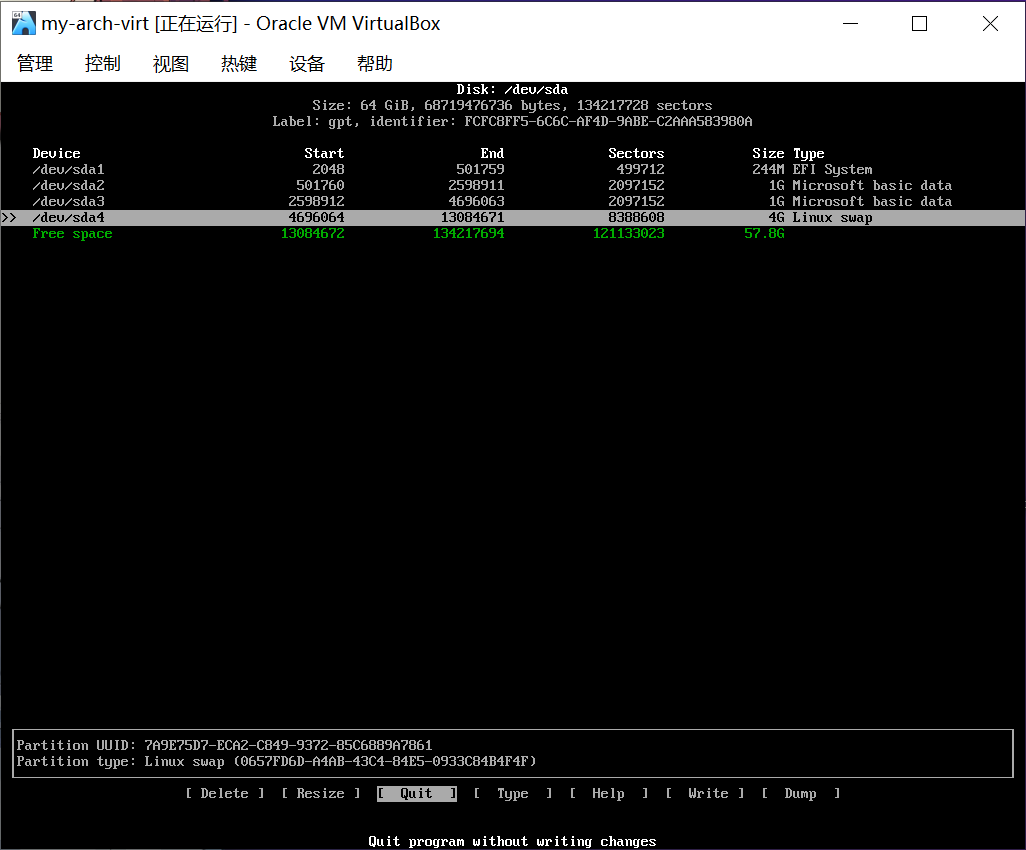 my-arch-virt [正在运行] - Oracle VM VirtualBox
管理 控制 视图 热键 设备 帮助
Disk: /dev/sda
Size: 64 GiB, 68719476736 bytes, 134217728 sectors
Label: gpt, identifier: FCFC8FF5-6C6C-AF4D-9ABE-C2AAA583980A
Device Start End Sectors Size Type
/dev/sda1 2048 501759 499712 244M EFI System
/dev/sda2 501760 2598911 2097152 1G Microsoft basic data
/dev/sda3 2598912 4696063 2097152 1G Microsoft basic data
>> /dev/sda4 4696064 13084671 8388608 4G Linux swap
Free space 13084672 134217694 121133023 57.8G
Partition UUID: 7A9E75D7-ECA2-C849-9372-85C6889A7861
Partition type: Linux swap (0657FD6D-A4AB-43C4-84E5-0933C84B4F4F)
[ Delete ] [ Resize ] [ Quit ] [ Type ] [ Help ] [ Write ] [ Dump ]
Quit program without writing changes